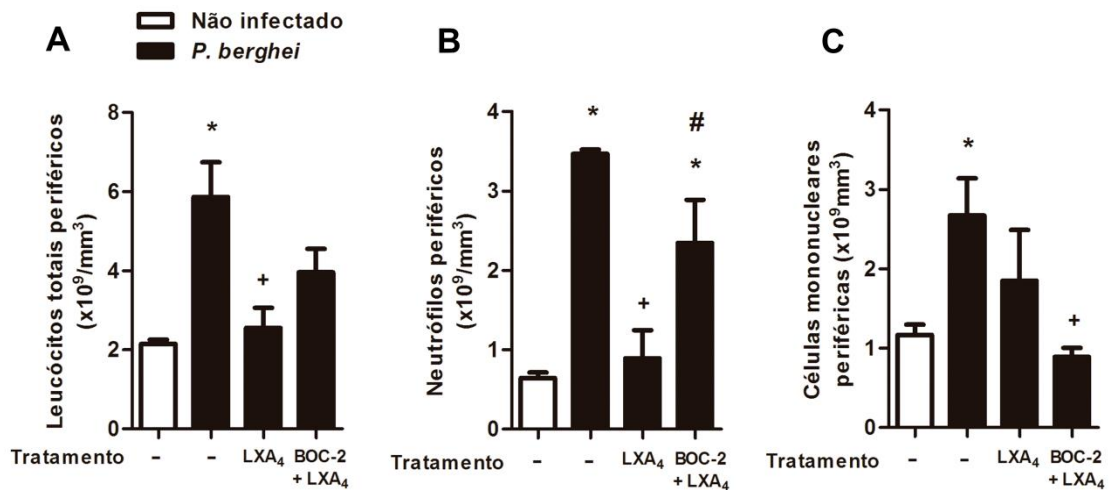 A
Não infectado
P. berghei
B
C
Leucócitos totais periféricos
(x10⁹/mm³)
8
6
4
2
0
*
+
Tratamento
-
-
LXA₄
BOC-2
+ LXA₄
Neutrófilos periféricos
(x10⁹/mm³)
4
3
2
1
0
*
+
#
*
Tratamento
-
-
LXA₄
BOC-2
+ LXA₄
Células mononucleares
periféricas (x10⁹mm³)
4
3
2
1
0
*
+
Tratamento
-
-
LXA₄
BOC-2
+ LXA₄